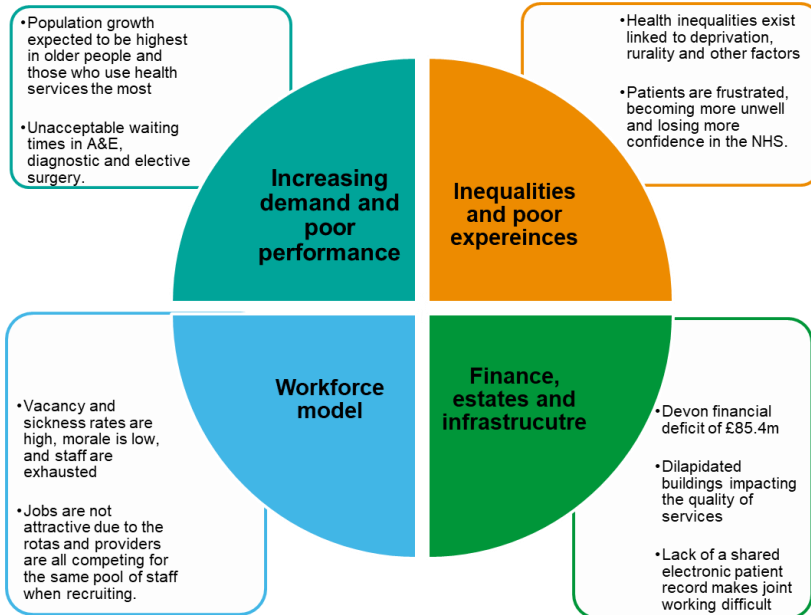 •Population growth
expected to be highest
in older people and
those who use health
services the most
•Unacceptable waiting
times in A&E,
diagnostic and elective
surgery.
Increasing
demand and
poor
performance
•Health inequalities exist
linked to deprivation,
rurality and other factors
•Patients are frustrated,
becoming more unwell
and losing more
confidence in the NHS.
Inequalities
and poor
expereinces
•Vacancy and
sickness rates are
high, morale is low,
and staff are
exhausted
•Jobs are not
attractive due to the
rotas and providers
are all competing for
the same pool of staff
when recruiting.
Workforce
model
Finance,
estates and
infrastrucutre
•Devon financial
deficit of £85.4m
•Dilapidated
buildings impacting
the quality of
services
•Lack of a shared
electronic patient
record makes joint
working difficult